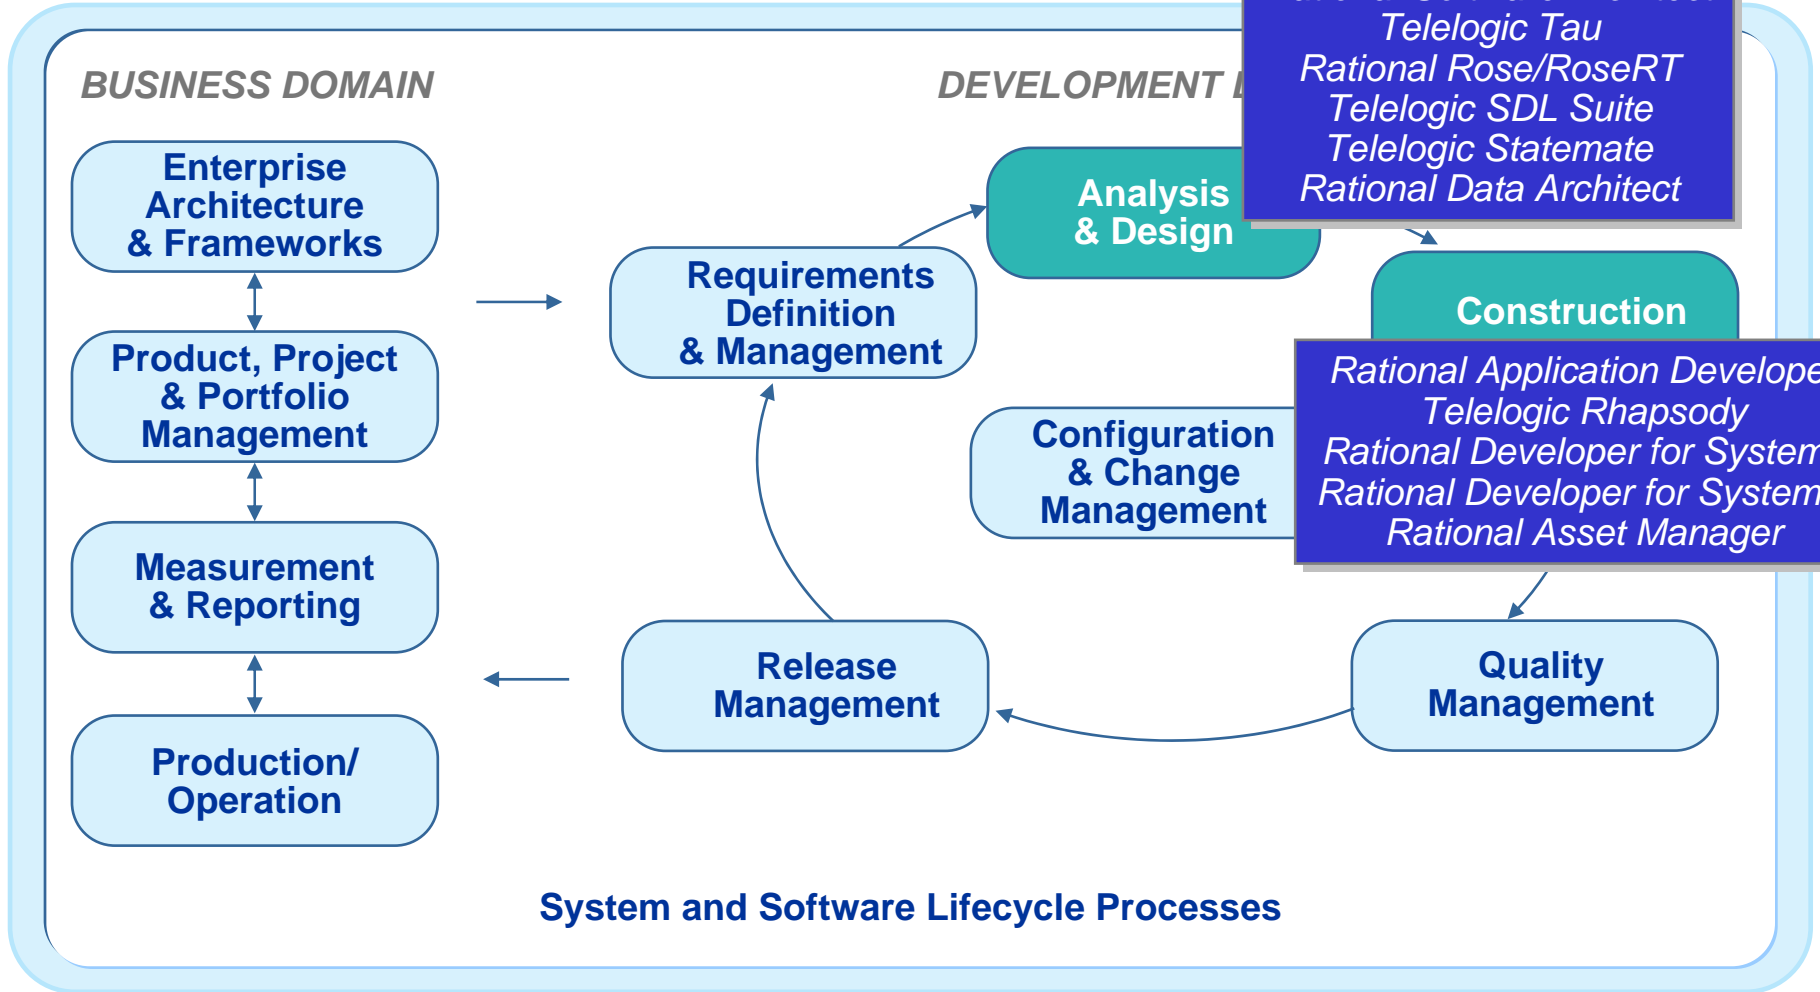 Telelogic Tau
Rational Rose/RoseRT
Telelogic SDL Suite
Telelogic Statemate
Rational Data Architect
BUSINESS DOMAIN
DEVELOPMENT
Enterprise
Architecture
& Frameworks
Product, Project
& Portfolio
Management
Measurement
& Reporting
Production/
Operation
Requirements
Definition
& Management
Analysis
& Design
Construction
Rational Application
Telelogic Rhapsody
Rational Developer for
Rational Developer for
Rational Asset Manager
Configuration
& Change
Management
Quality
Management
Release
Management
System and Software Lifecycle Processes